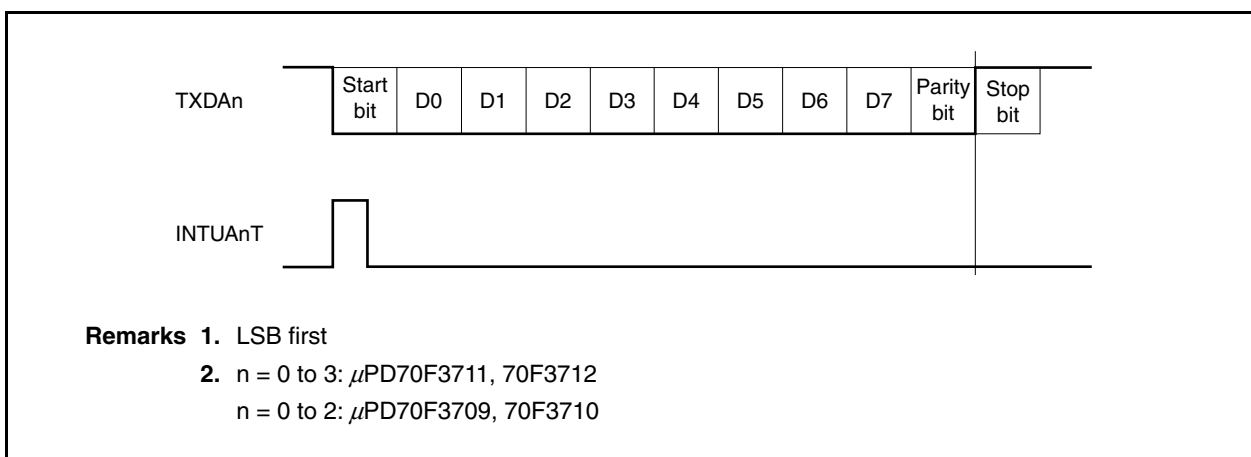 TXDAn
Start bit
D0
D1
D2
D3
D4
D5
D6
D7
Parity bit
Stop bit
INTUAnT
Remarks 1. LSB first
2. n = 0 to 3: μPD70F3711, 70F3712
n = 0 to 2: μPD70F3709, 70F3710